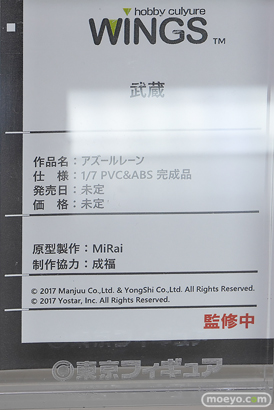 hobby culyure
WINGS™
武蔵
作品名：アズールレーン
仕　様：1/7 PVC&ABS 完成品
発売日：未定
価　格：未定
原型製作：MiRai
制作協力：成福
© 2017 Manjuu Co.,Ltd. & YongShi Co.,Ltd. All Rights Reserved.
© 2017 Yostar, Inc. All Rights Reserved.
監修中
©東京フィギュア
moeyo.com